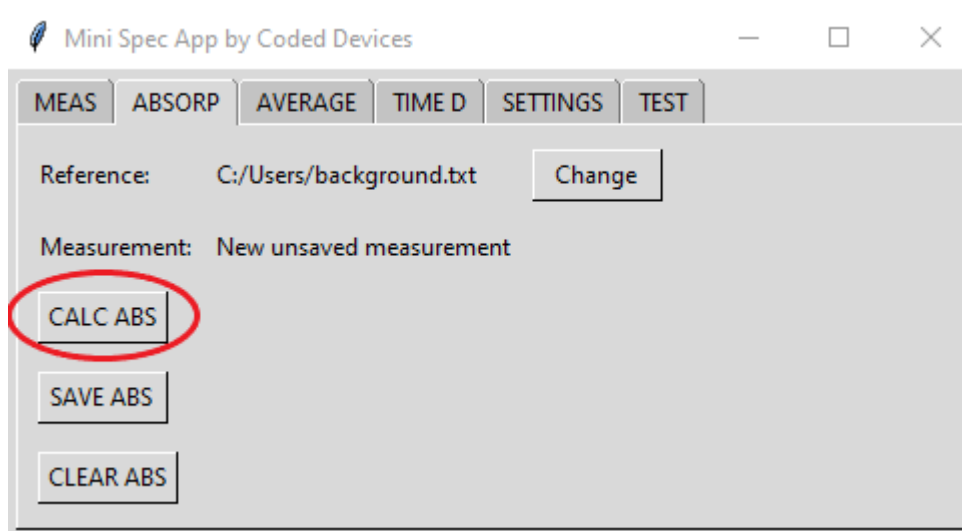 Mini Spec App by Coded Devices
MEAS ABSORP AVERAGE TIME D SETTINGS TEST
Reference: C:/Users/background.txt Change
Measurement: New unsaved measurement
CALC ABS
SAVE ABS
CLEAR ABS